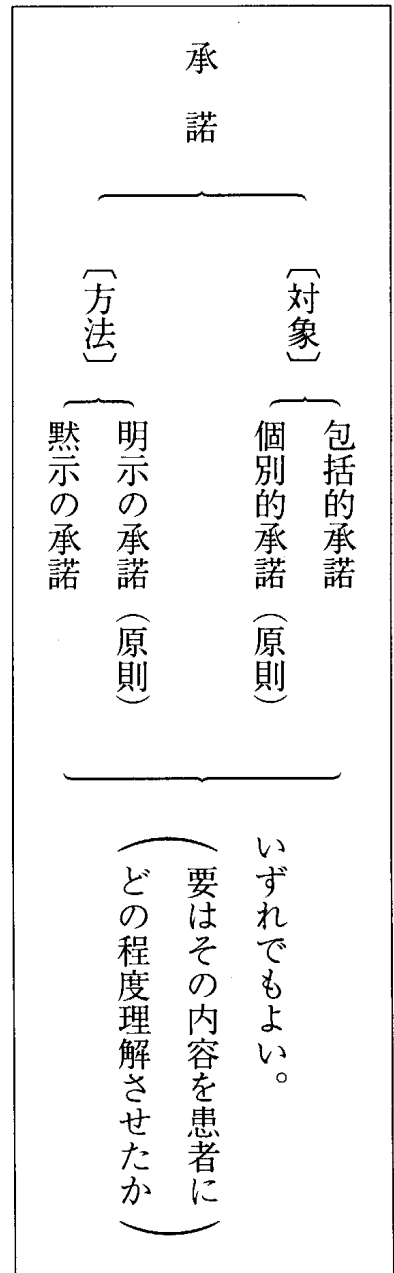 承諾
〔対象〕
包括的承諾
個別的承諾（原則）
〔方法〕
明示の承諾（原則）
黙示の承諾
いずれでもよい。
（要はその内容を患者に
どの程度理解させたか）